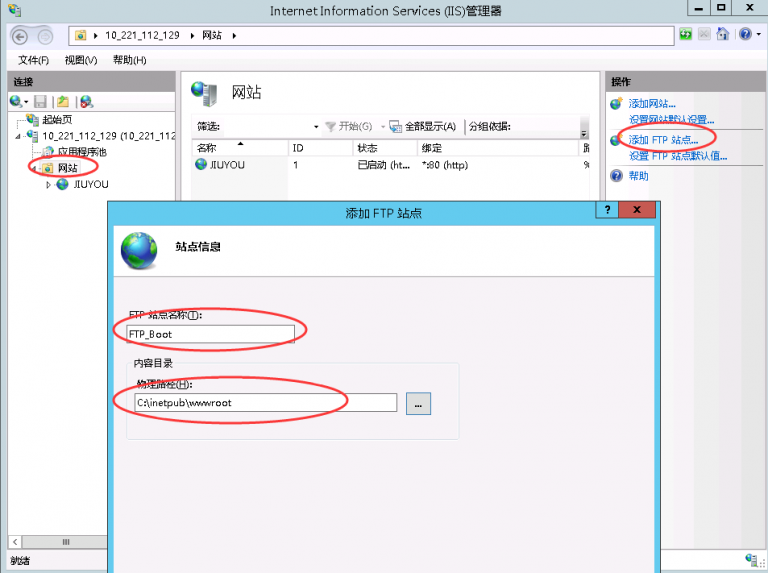 Internet Information Services (IIS)管理器
10_221_112_129 网站
文件(F) 视图(V) 帮助(H)
连接
起始页
10_221_112_129 (10_221_112
应用程序池
网站
JIUYOU
网站
筛选: 开始(G) 全部显示(A) 分组依据:
名称 ID 状态 绑定
JIUYOU 1 已启动 (ht... *:80 (http)
操作
添加网站...
设置网站默认设置...
添加 FTP 站点...
设置 FTP 站点默认值...
帮助
添加 FTP 站点
站点信息
FTP 站点名称(T):
FTP_Boot
内容目录
物理路径(H):
C:\inetpub\wwwroot
...
就绪